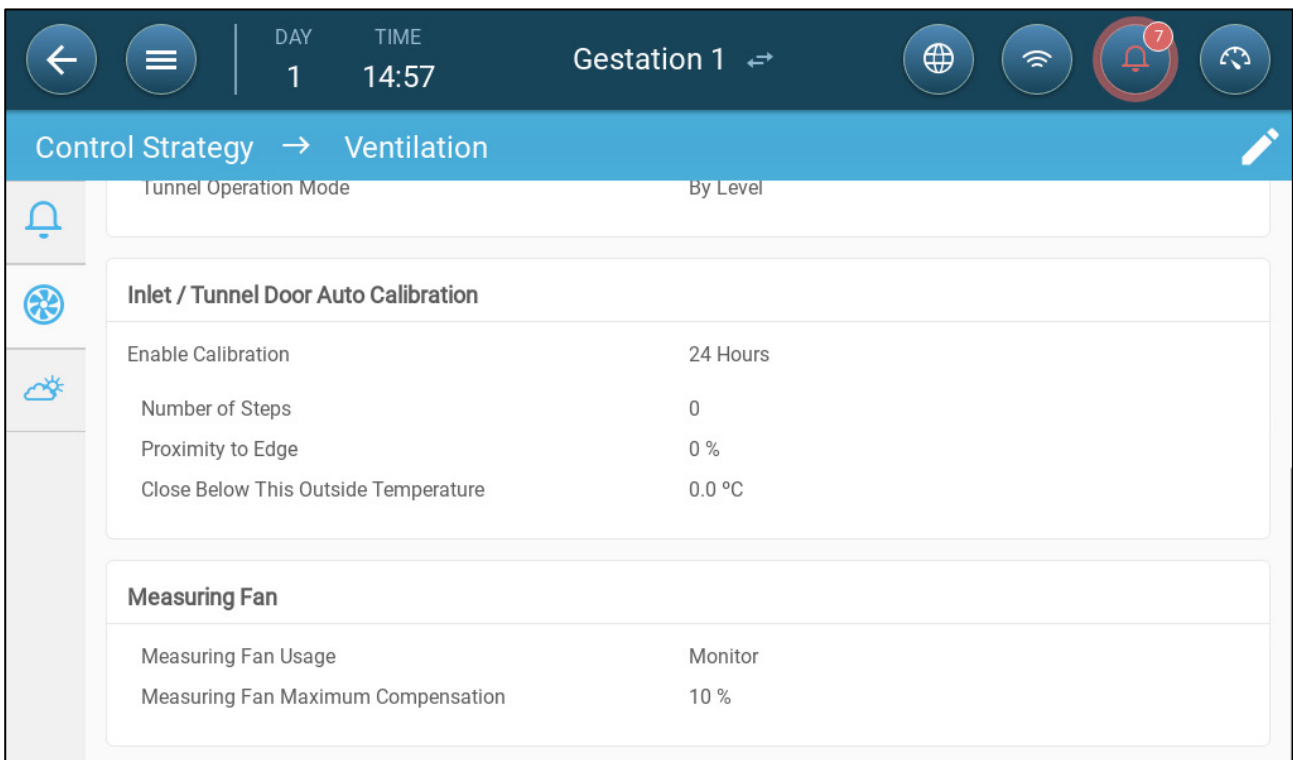 DAY TIME
1 14:57
Gestation 1
7
Control Strategy → Ventilation
Tunnel Operation Mode By Level
Inlet / Tunnel Door Auto Calibration
Enable Calibration 24 Hours
Number of Steps 0
Proximity to Edge 0 %
Close Below This Outside Temperature 0.0 ºC
Measuring Fan
Measuring Fan Usage Monitor
Measuring Fan Maximum Compensation 10 %